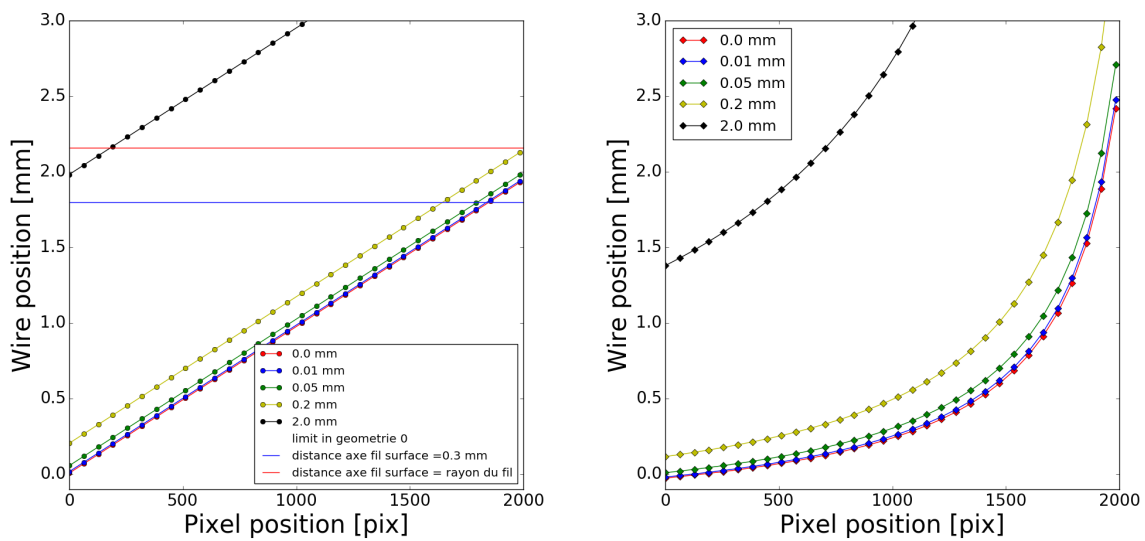 3.0
2.5
2.0
1.5
1.0
0.5
0.0
Wire position [mm]
0.0 mm
0.01 mm
0.05 mm
0.2 mm
2.0 mm
limit in geometrie 0
distance axe fil surface =0.3 mm
distance axe fil surface = rayon du fil
0
500
1000
1500
2000
Pixel position [pix]
3.0
2.5
2.0
1.5
1.0
0.5
0.0
Wire position [mm]
0.0 mm
0.01 mm
0.05 mm
0.2 mm
2.0 mm
0
500
1000
1500
2000
Pixel position [pix]